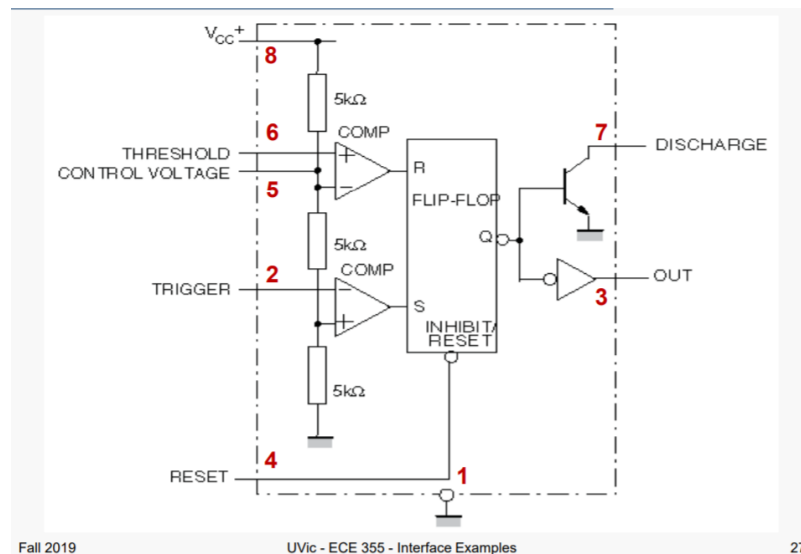 VCC+
8
5kΩ
6
COMP
7
THRESHOLD
+
DISCHARGE
CONTROL VOLTAGE
R
−
5
FLIP-FLOP
5kΩ
Q
2
COMP
TRIGGER
−
OUT
3
S
+
INHIBIT/
RESET
5kΩ
4
1
RESET
Fall 2019
UVic - ECE 355 - Interface Examples
27